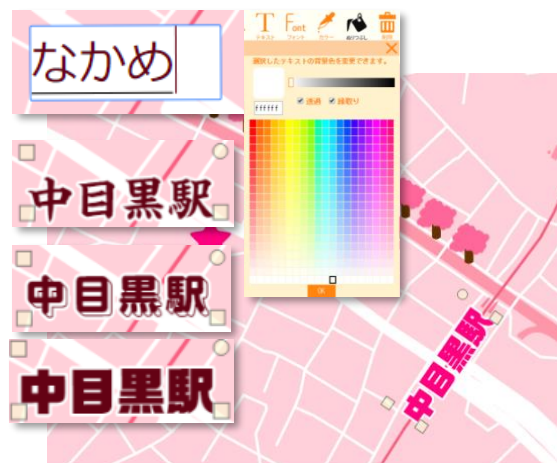 なかめ
中目黒駅
中目黒駅
中目黒駅
T Font
テキスト フォント カラー ぬりつぶし 削除
選択したテキストの背景色を変更できます。
ffffff
透過 縁取り
OK
中目黒駅